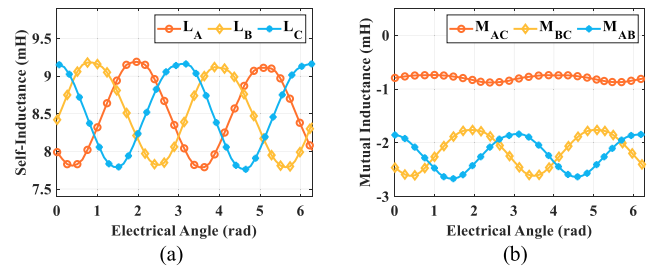 L_A L_B L_C
9.5
9
8.5
8
7.5
Self-Inductance (mH)
0 1 2 3 4 5 6
Electrical Angle (rad)
(a)
M_AC M_BC M_AB
0
-1
-2
-3
Mutual Inductance (mH)
0 1 2 3 4 5 6
Electrical Angle (rad)
(b)